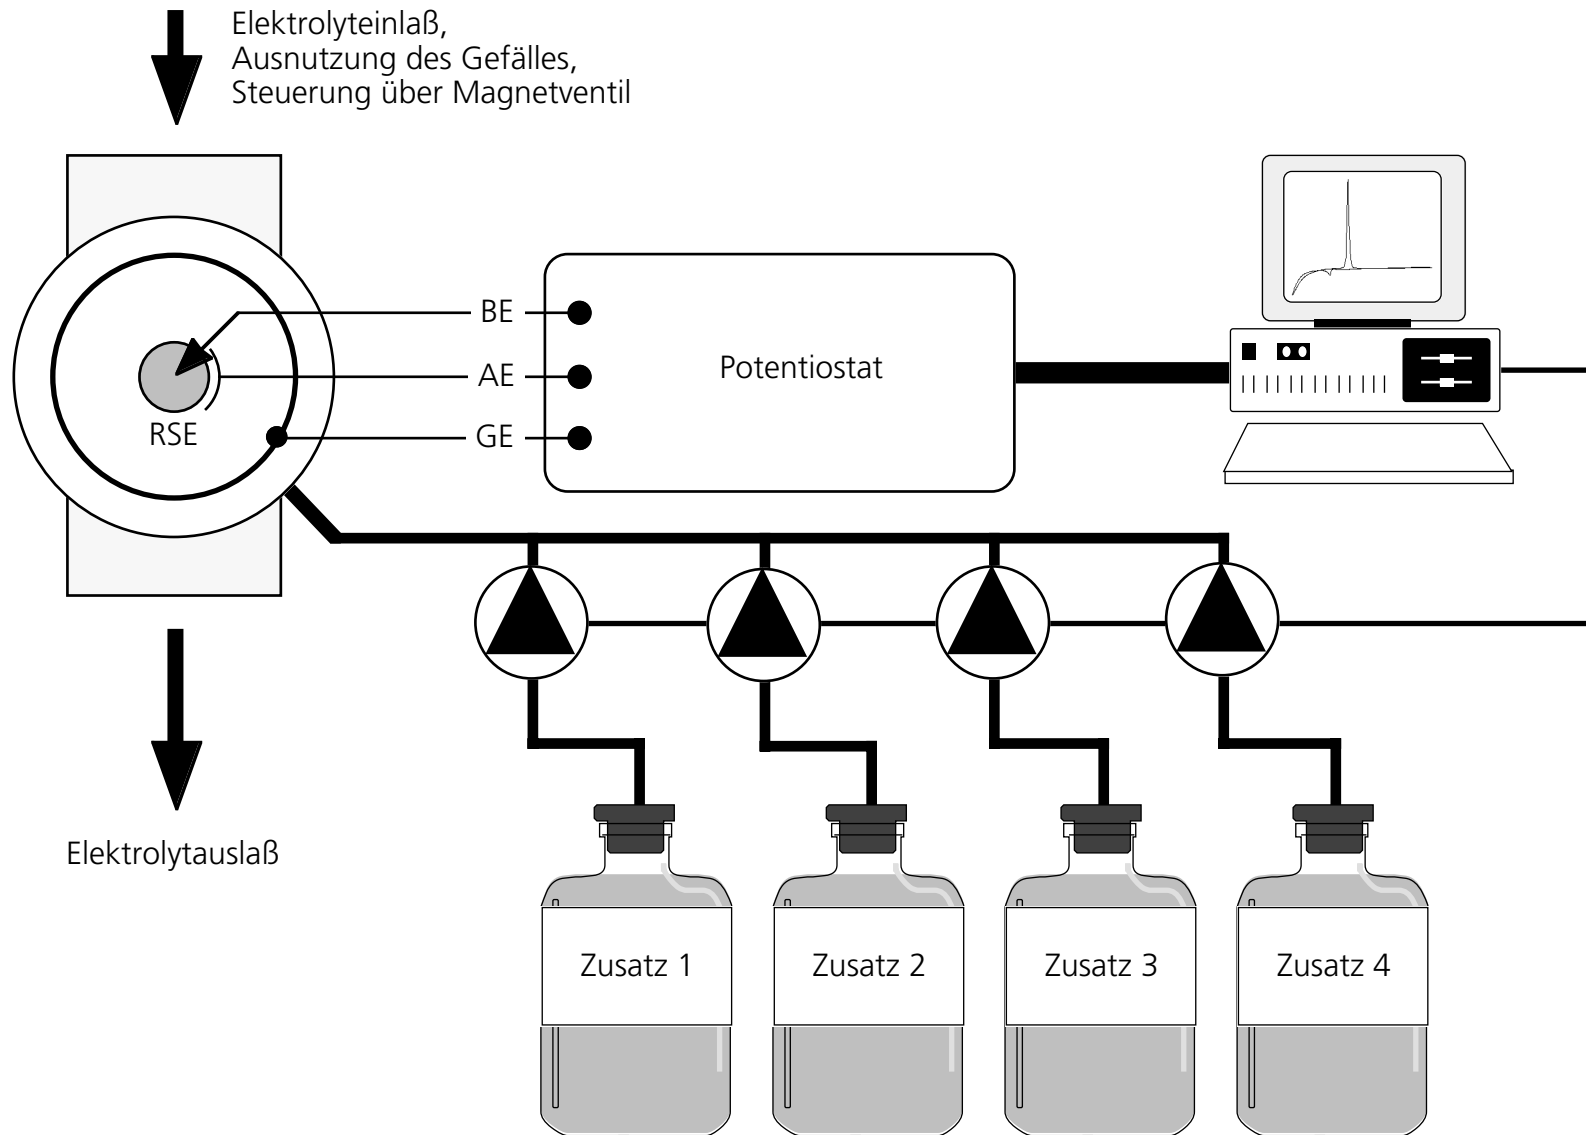 Elektrolyteinlaß,
Ausnutzung des Gefälles,
Steuerung über Magnetventil
BE
AE
GE
RSE
Potentiostat
Elektrolytauslaß
Zusatz 1
Zusatz 2
Zusatz 3
Zusatz 4